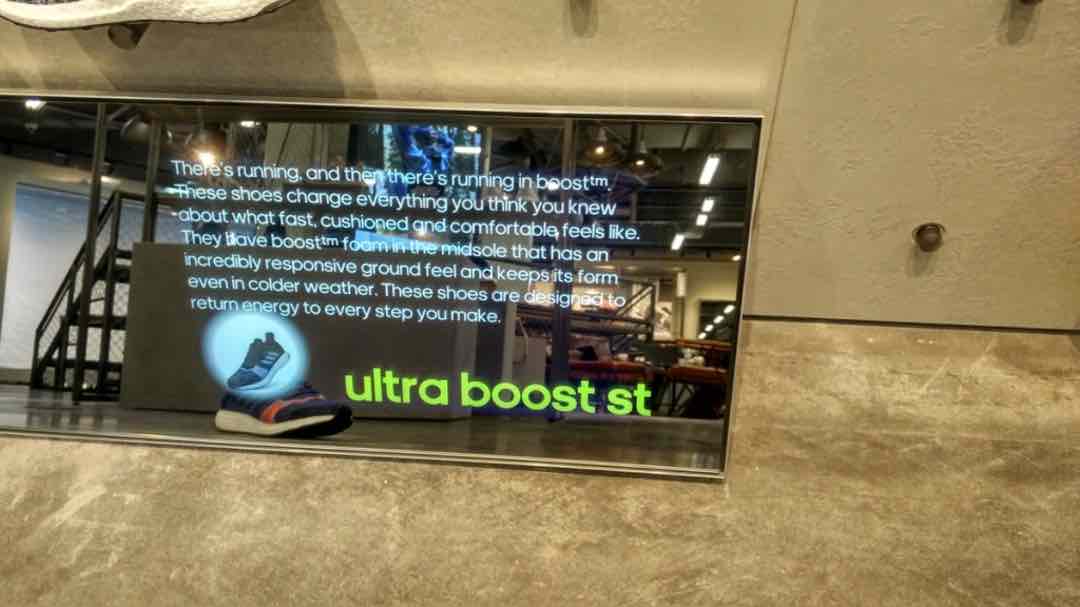 There's running, and then there's running in boost™.
These shoes change everything you think you knew
about what fast, cushioned and comfortable feels like.
They have boost™ foam in the midsole that has an
incredibly responsive ground feel and keeps its form
even in colder weather. These shoes are designed to
return energy to every step you make.
ultra boost st